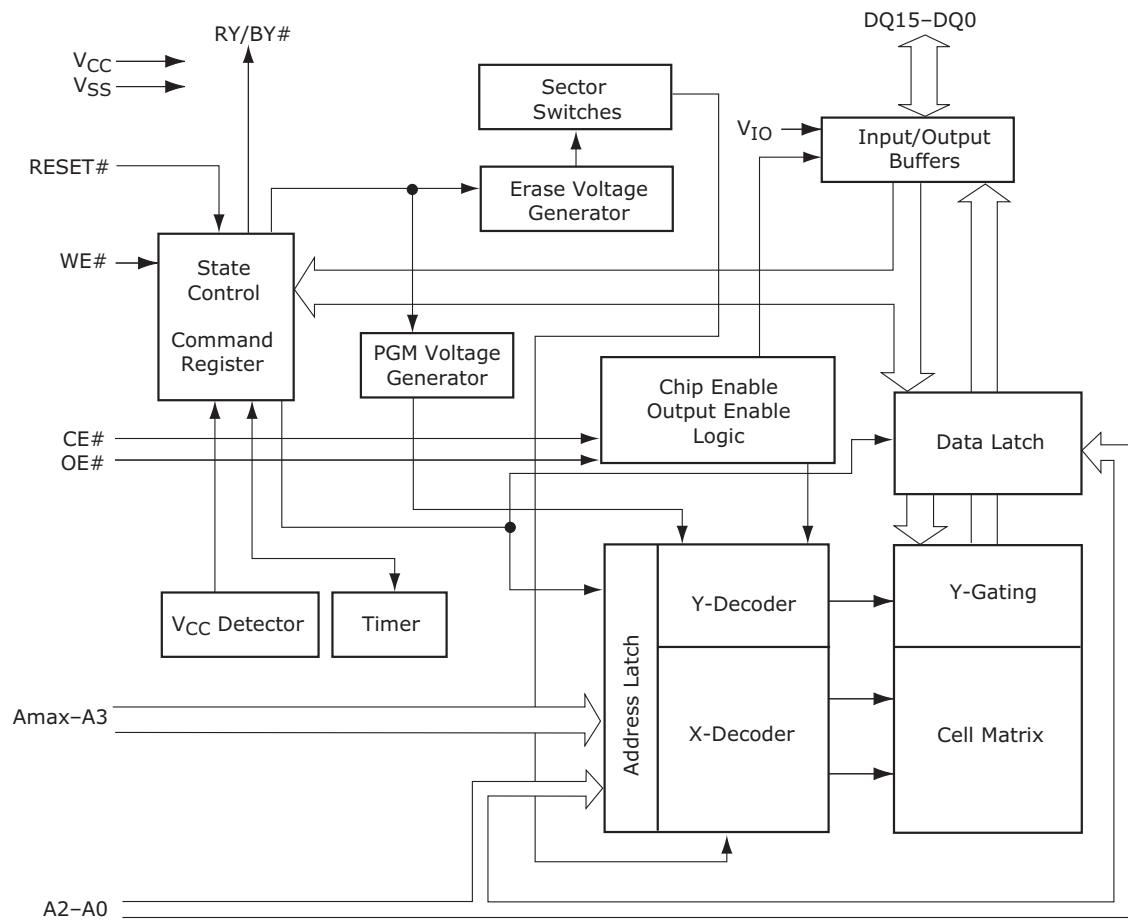 RY/BY#
DQ15–DQ0
VCC
VSS
Sector
Switches
VIO
Input/Output
Buffers
RESET#
Erase Voltage
Generator
WE#
State
Control
Command
Register
PGM Voltage
Generator
Chip Enable
Output Enable
Logic
CE#
OE#
Data Latch
VCC Detector
Timer
Address Latch
Y-Decoder
Y-Gating
Amax–A3
X-Decoder
Cell Matrix
A2–A0